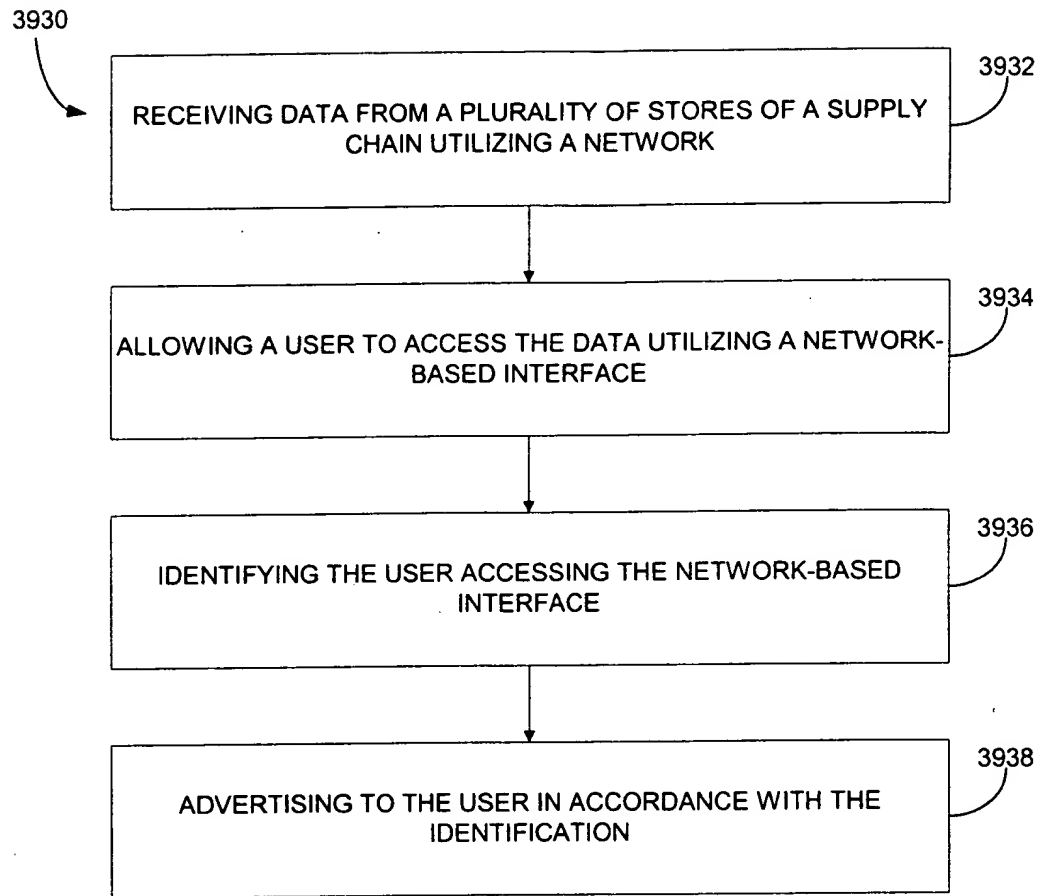 3930
3932
RECEIVING DATA FROM A PLURALITY OF STORES OF A SUPPLY
CHAIN UTILIZING A NETWORK
3934
ALLOWING A USER TO ACCESS THE DATA UTILIZING A NETWORK-
BASED INTERFACE
3936
IDENTIFYING THE USER ACCESSING THE NETWORK-BASED
INTERFACE
3938
ADVERTISING TO THE USER IN ACCORDANCE WITH THE
IDENTIFICATION